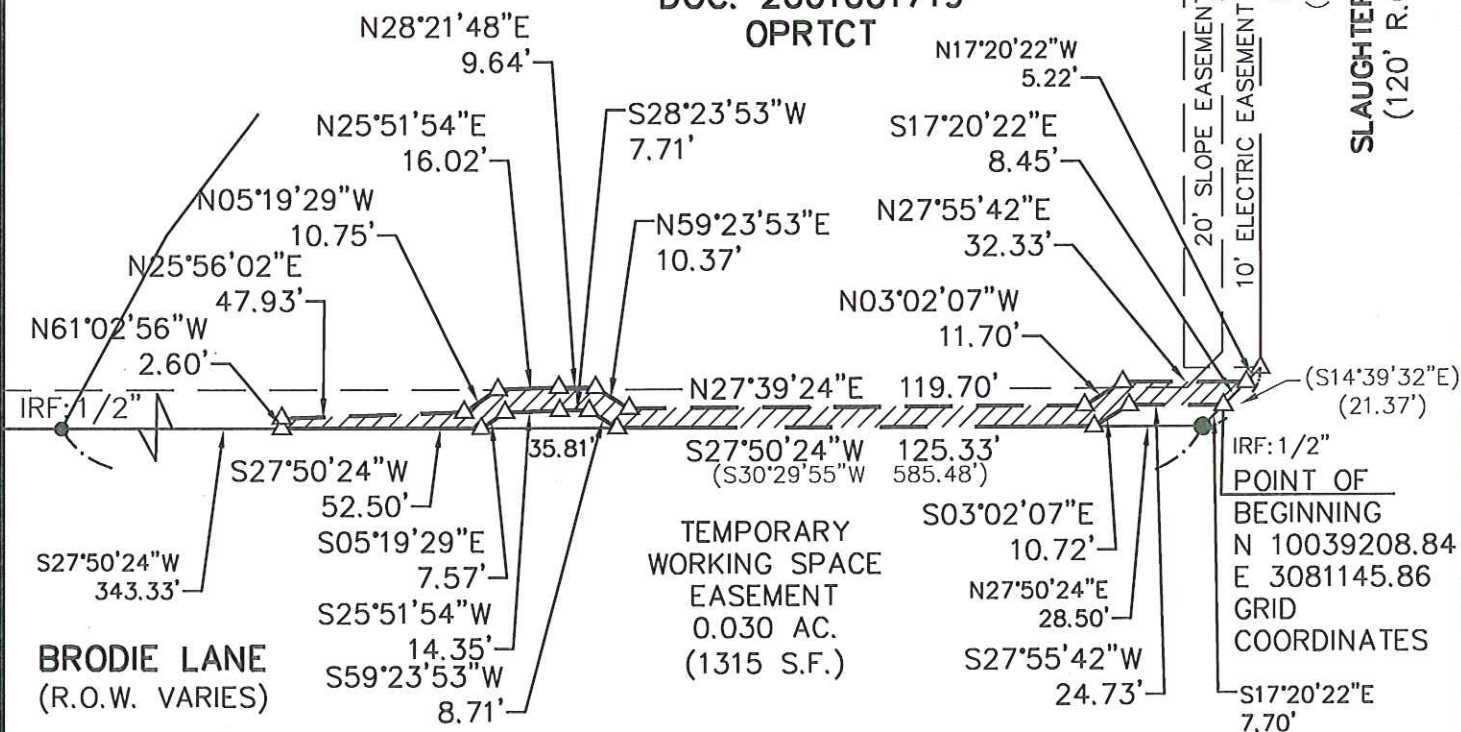 OPRTCT
N28°21'48"E
9.64'
N17°20'22"W
5.22'
20' SLOPE EASEMENT
10' ELECTRIC EASEMENT
SLAUGHTER
(120' R.
N25°51'54"E
16.02'
S28°23'53"W
7.71'
S17°20'22"E
8.45'
N05°19'29"W
10.75'
N59°23'53"E
10.37'
N27°55'42"E
32.33'
N25°56'02"E
47.93'
N03°02'07"W
11.70'
N61°02'56"W
2.60'
N27°39'24"E 119.70'
(S14°39'32"E)
(21.37')
IRF: 1/2"
35.81'
S27°50'24"W 125.33'
(S30°29'55"W 585.48')
IRF: 1/2"
POINT OF
BEGINNING
N 10039208.84
E 3081145.86
GRID
COORDINATES
S27°50'24"W
52.50'
S03°02'07"E
10.72'
S05°19'29"E
7.57'
TEMPORARY
WORKING SPACE
EASEMENT
0.030 AC.
(1315 S.F.)
S27°50'24"W
343.33'
N27°50'24"E
28.50'
S25°51'54"W
14.35'
S27°55'42"W
24.73'
BRODIE LANE
(R.O.W. VARIES)
S59°23'53"W
8.71'
S17°20'22"E
7.70'